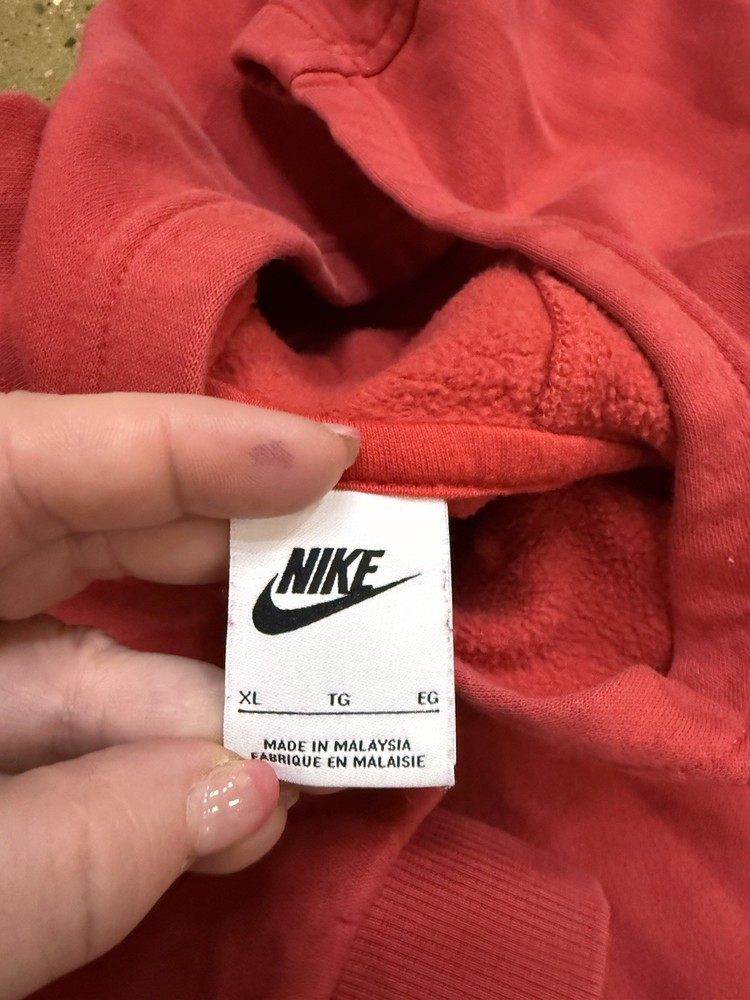 NIKE
XL TG EG
MADE IN MALAYSIA
FABRIQUE EN MALAISIE